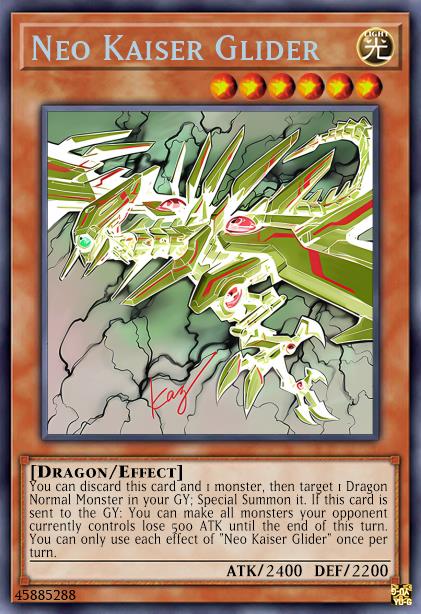 Neo Kaiser Glider
LIGHT
光
Kaz
[Dragon/Effect]
You can discard this card and 1 monster, then target 1 Dragon
Normal Monster in your GY; Special Summon it. If this card is
sent to the GY: You can make all monsters your opponent
currently controls lose 500 ATK until the end of this turn.
You can only use each effect of "Neo Kaiser Glider" once per
turn.
ATK/2400 DEF/2200
45885288